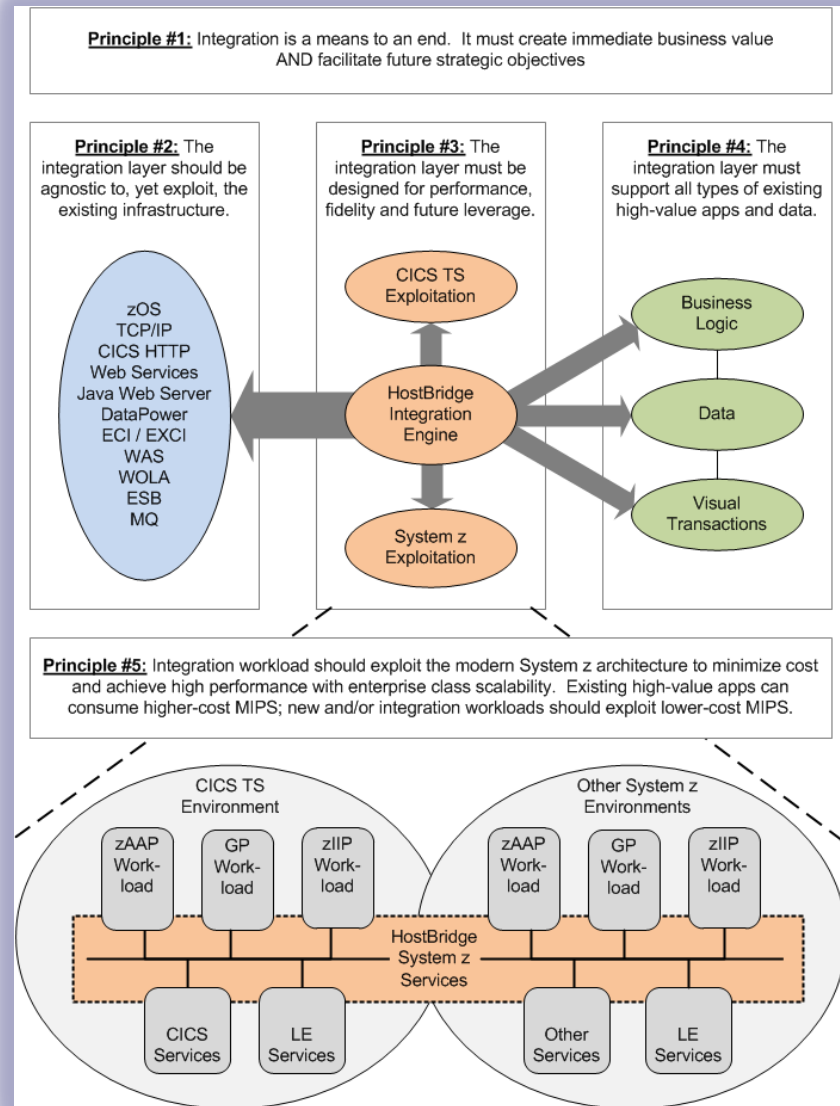 Principle #1: Integration is a means to an end. It must create immediate business value
AND facilitate future strategic objectives
Principle #2: The
integration layer should be
agnostic to, yet exploit, the
existing infrastructure.
zOS
TCP/IP
CICS HTTP
Web Services
Java Web Server
DataPower
ECI / EXCI
WAS
WOLA
ESB
MQ
Principle #3: The
integration layer must be
designed for performance,
fidelity and future leverage.
CICS TS
Exploitation
HostBridge
Integration
Engine
System z
Exploitation
Principle #4: The
integration layer must
support all types of existing
high-value apps and data.
Business
Logic
Data
Visual
Transactions
Principle #5: Integration workload should exploit the modern System z architecture to minimize cost
and achieve high performance with enterprise class scalability. Existing high-value apps can
consume higher-cost MIPS; new and/or integration workloads should exploit lower-cost MIPS.
CICS TS
Environment
zAAP
Work-
load
GP
Work-
load
zIIP
Work-
load
Other System z
Environments
zAAP
Work-
load
GP
Work-
load
zIIP
Work-
load
HostBridge
System z
Services
CICS
Services
LE
Services
Other
Services
LE
Services